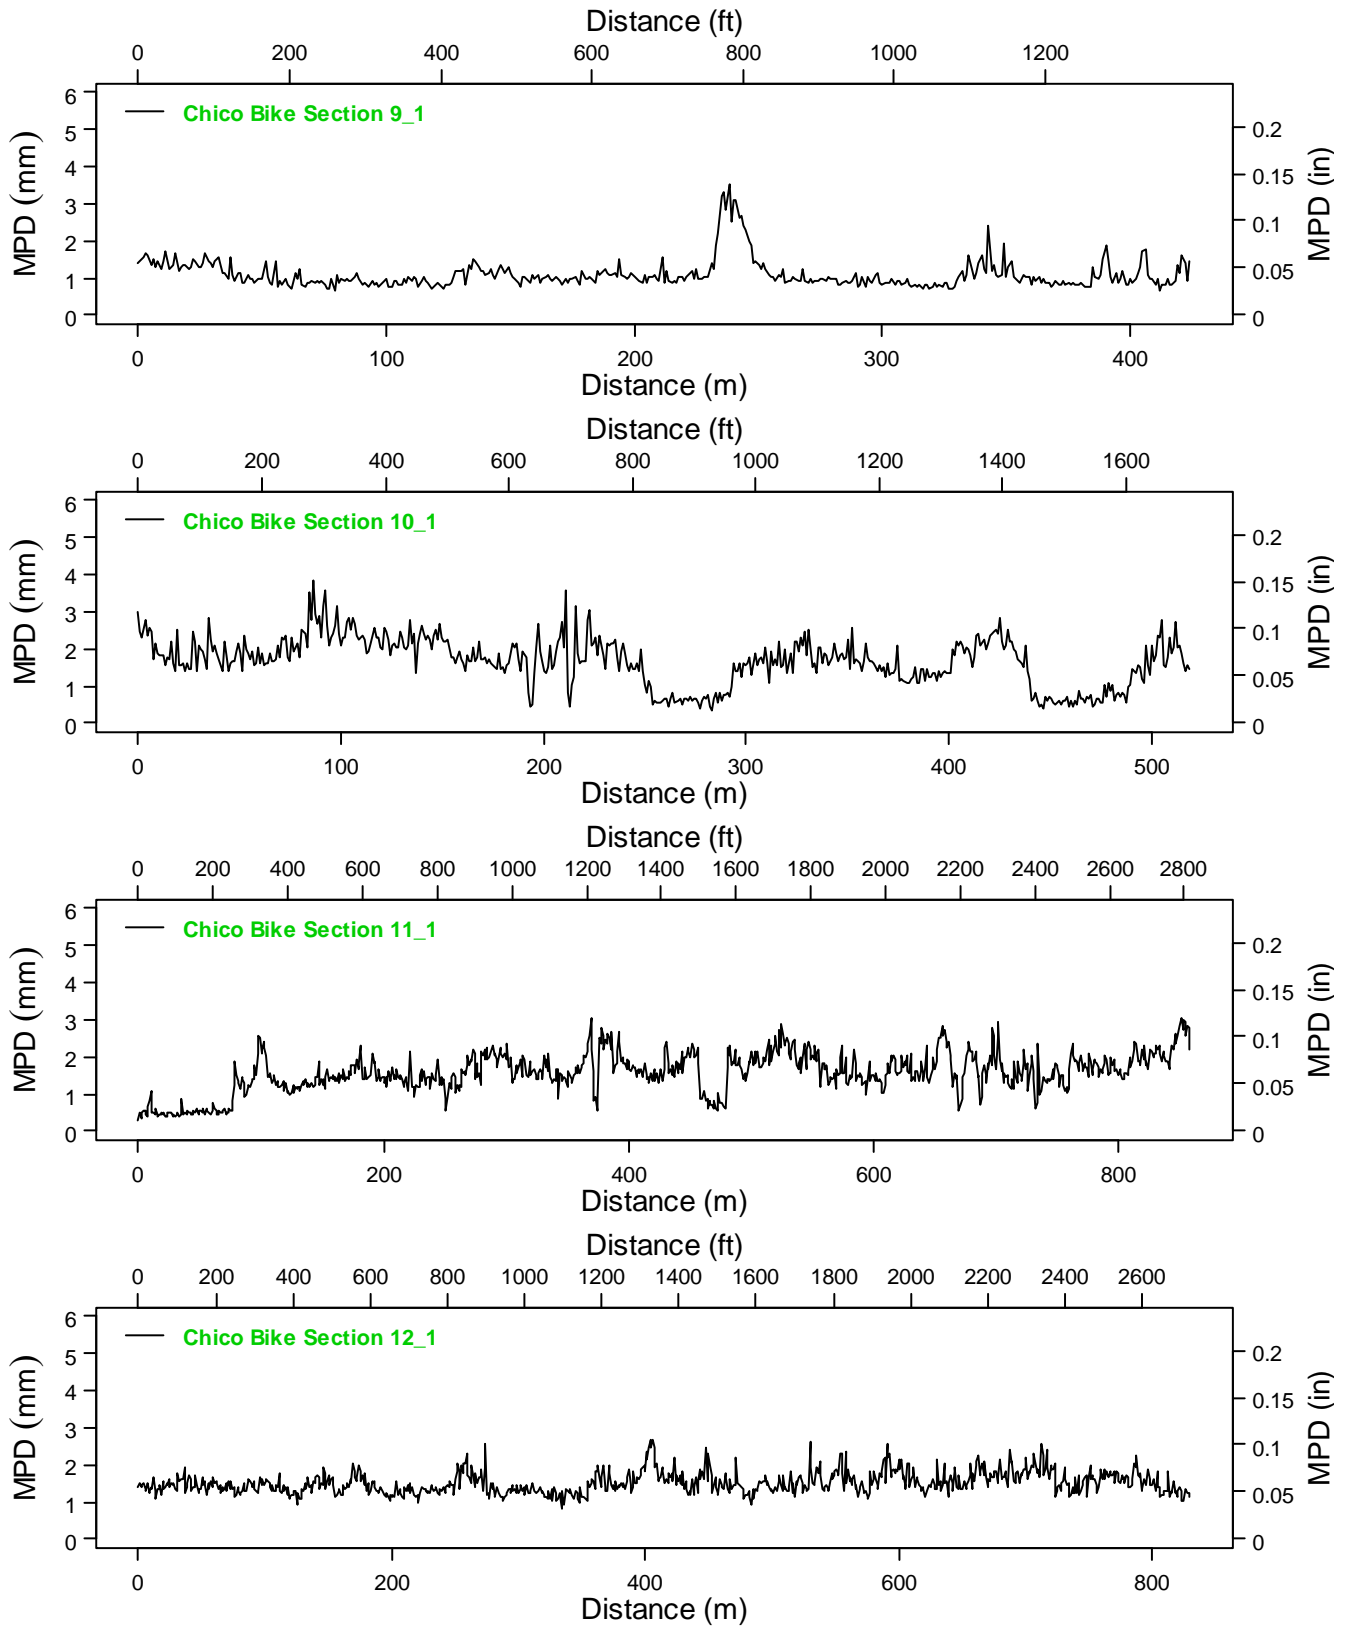 Distance (ft)
0 200 400 600 800 1000 1200
Chico Bike Section 9_1
MPD (mm)
6
5
4
3
2
1
0
0.2
0.15
0.1
0.05
0
MPD (in)
0 100 200 300 400
Distance (m)
Distance (ft)
0 200 400 600 800 1000 1200 1400 1600
Chico Bike Section 10_1
MPD (mm)
6
5
4
3
2
1
0
0.2
0.15
0.1
0.05
0
MPD (in)
0 100 200 300 400 500
Distance (m)
Distance (ft)
0 200 400 600 800 1000 1200 1400 1600 1800 2000 2200 2400 2600 2800
Chico Bike Section 11_1
MPD (mm)
6
5
4
3
2
1
0
0.2
0.15
0.1
0.05
0
MPD (in)
0 200 400 600 800
Distance (m)
Distance (ft)
0 200 400 600 800 1000 1200 1400 1600 1800 2000 2200 2400 2600
Chico Bike Section 12_1
MPD (mm)
6
5
4
3
2
1
0
0.2
0.15
0.1
0.05
0
MPD (in)
0 200 400 600 800
Distance (m)